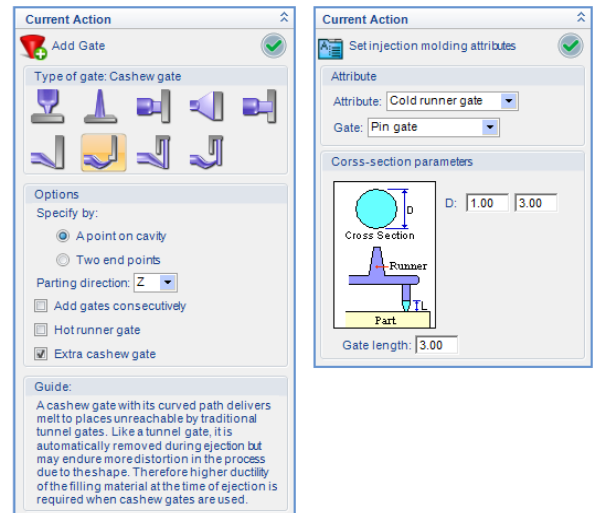 Current Action
Add Gate
Type of gate: Cashew gate
Options
Specify by:
A point on cavity
Two end points
Parting direction: Z
Add gates consecutively
Hot runner gate
Extra cashew gate
Guide:
A cashew gate with its curved path delivers
melt to places unreachable by traditional
tunnel gates. Like a tunnel gate, it is
automatically removed during ejection but
may endure more distortion in the process
due to the shape. Therefore higher ductility
of the filling material at the time of ejection is
required when cashew gates are used.
Current Action
Set injection molding attributes
Attribute
Attribute: Cold runner gate
Gate: Pin gate
Corss-section parameters
D
Cross Section
Runner
L
Part
D: 1.00 3.00
Gate length: 3.00